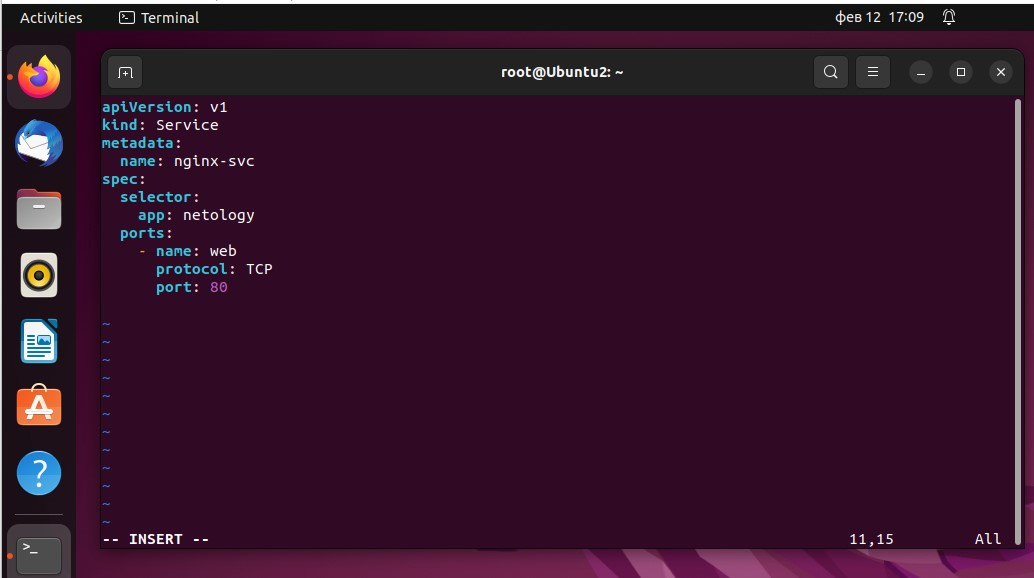 Activities
Terminal
фев 12 17:09
root@Ubuntu2: ~
apiVersion: v1
kind: Service
metadata:
  name: nginx-svc
spec:
  selector:
    app: netology
  ports:
    - name: web
      protocol: TCP
      port: 80
~
~
~
~
~
~
~
~
~
~
~
~
-- INSERT --
11,15
All